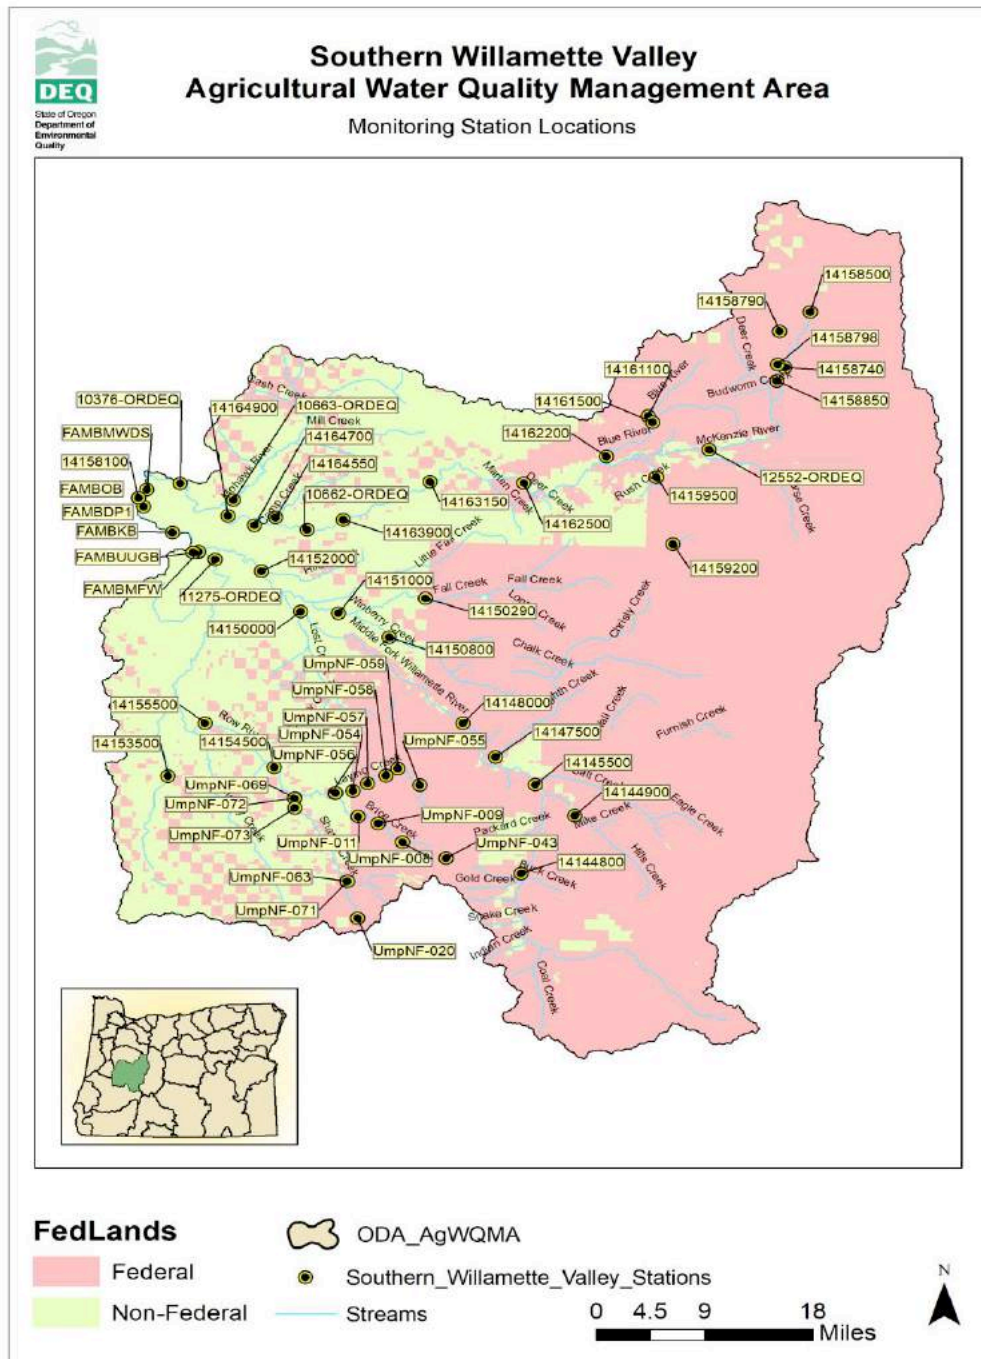 DEQ
State of Oregon
Department of
Environmental
Quality
Southern Willamette Valley
Agricultural Water Quality Management Area
Monitoring Station Locations
14158500
14158790
14158798
14158740
14158850
14161100
14161500
14162200
10376-ORDEQ
14164900
10663-ORDEQ
FAMBMWDS
14164700
14158100
14164550
FAMBOB
10662-ORDEQ
FAMBDP1
14163150
14162500
14159500
12552-ORDEQ
FAMBKB
14163900
FAMBUUGB
14152000
14159200
FAMBMFW
11275-ORDEQ
14151000
14150290
14150000
14150800
UmpNF-059
UmpNF-058
14155500
UmpNF-057
14148000
14153500
14154500
UmpNF-054
UmpNF-055
14147500
UmpNF-056
14145500
UmpNF-069
UmpNF-072
14144900
UmpNF-073
UmpNF-009
UmpNF-011
UmpNF-008
UmpNF-043
14144800
UmpNF-063
UmpNF-071
UmpNF-020
Deer Creek
Budworm Creek
Blue River
Blue River
McKenzie River
Rush Creek
Mill Creek
Deer Creek
Little Fall Creek
Fall Creek
Fall Creek
Winberry Creek
Middle Fork Willamette River
Chalk Creek
Furnish Creek
Eagle Creek
Packard Creek
Mike Creek
Hills Creek
Brice Creek
Gold Creek
Buck Creek
Snake Creek
Indian Creek
Coal Creek
FedLands
Federal
Non-Federal
ODA_AgWQMA
Southern_Willamette_Valley_Stations
Streams
N
0 4.5 9 18
Miles